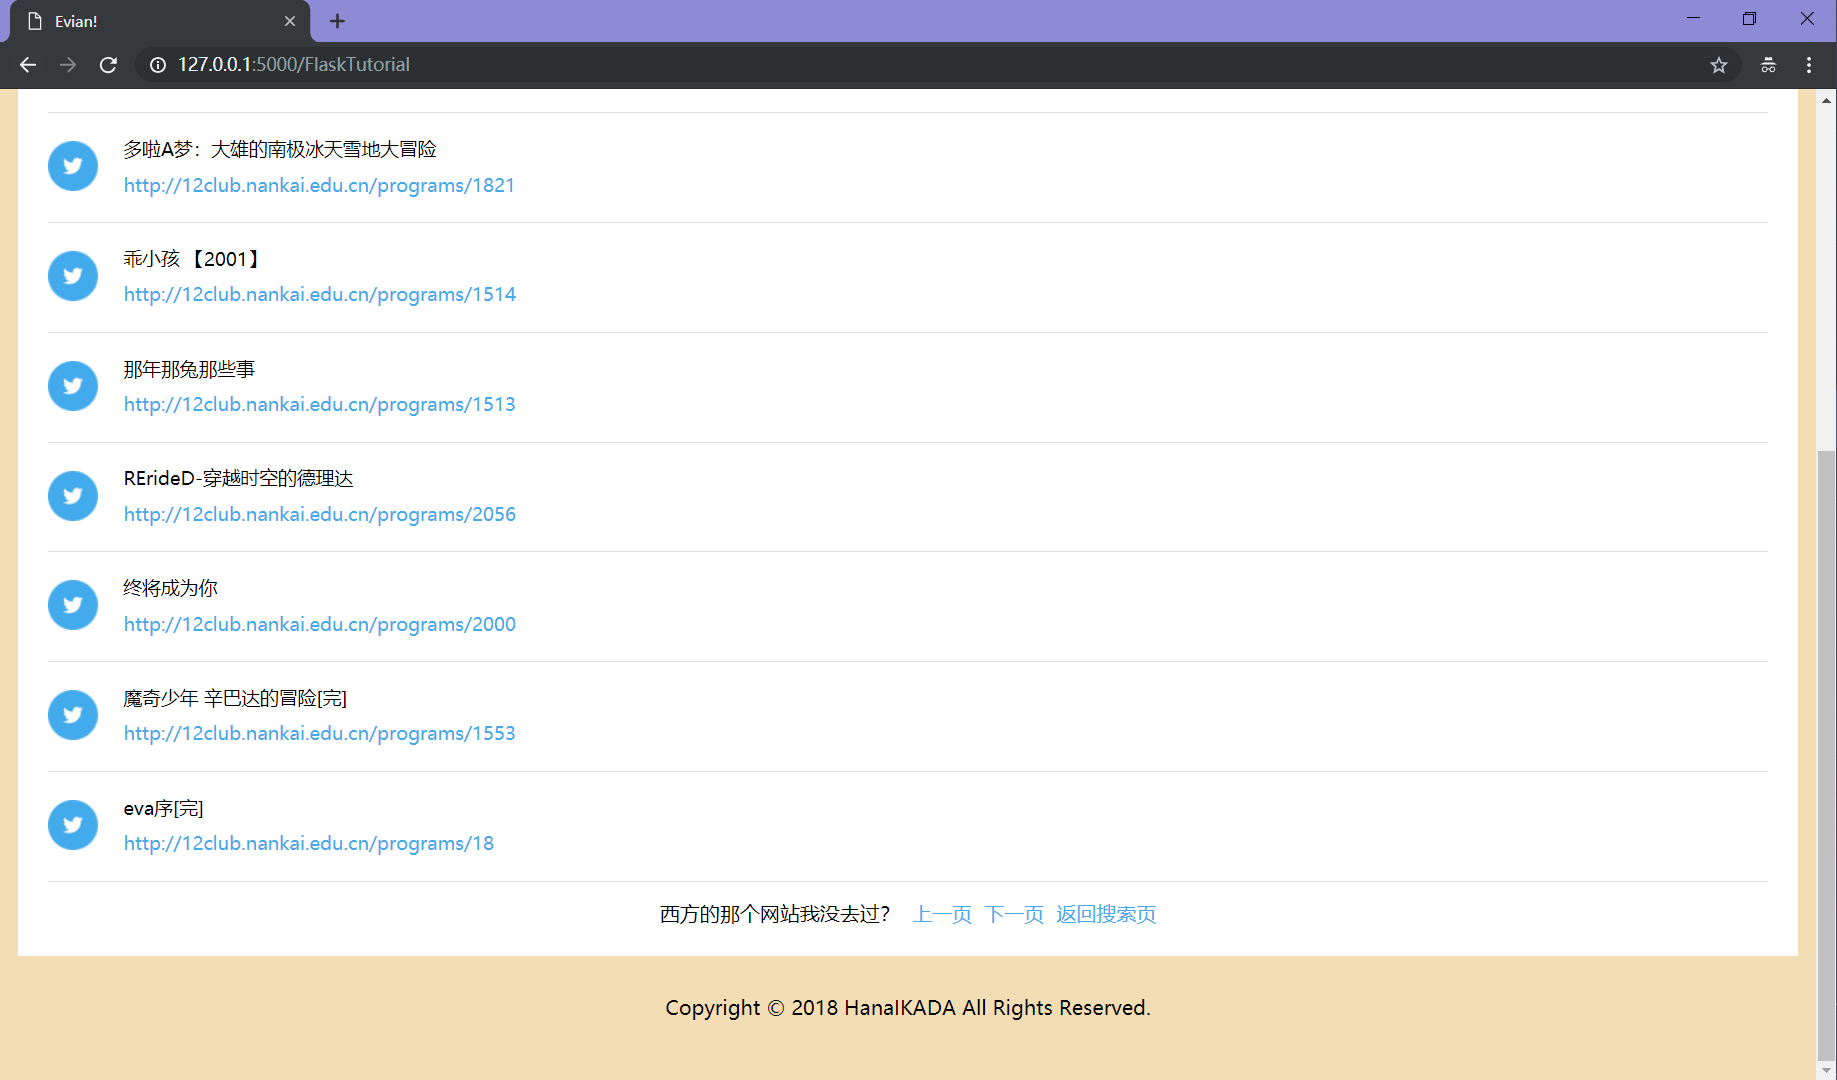 Evian!
127.0.0.1:5000/FlaskTutorial
多啦A梦：大雄的南极冰天雪地大冒险
http://12club.nankai.edu.cn/programs/1821
乖小孩 【2001】
http://12club.nankai.edu.cn/programs/1514
那年那兔那些事
http://12club.nankai.edu.cn/programs/1513
RErideD-穿越时空的德理达
http://12club.nankai.edu.cn/programs/2056
终将成为你
http://12club.nankai.edu.cn/programs/2000
魔奇少年 辛巴达的冒险[完]
http://12club.nankai.edu.cn/programs/1553
eva序[完]
http://12club.nankai.edu.cn/programs/18
西方的那个网站我没去过？ 上一页 下一页 返回搜索页
Copyright © 2018 HanaIKADA All Rights Reserved.